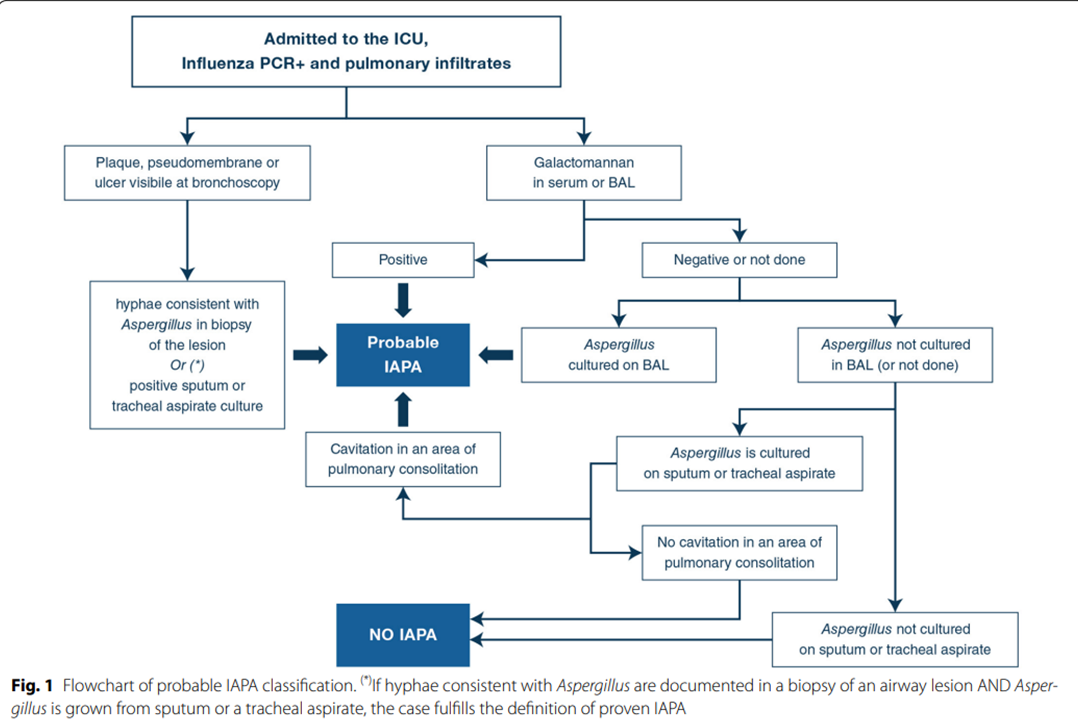 Admitted to the ICU,
Influenza PCR+ and pulmonary infiltrates
Plaque, pseudomembrane or
ulcer visibile at bronchoscopy
Galactomannan
in serum or BAL
Positive
Negative or not done
hyphae consistent with
Aspergillus in biopsy
of the lesion
Or (*)
positive sputum or
tracheal aspirate culture
Probable
IAPA
Aspergillus
cultured on BAL
Aspergillus not cultured
in BAL (or not done)
Cavitation in an area of
pulmonary consolitation
Aspergillus is cultured
on sputum or tracheal aspirate
No cavitation in an area of
pulmonary consolitation
NO IAPA
Aspergillus not cultured
on sputum or tracheal aspirate
Fig. 1 Flowchart of probable IAPA classification. (*)If hyphae consistent with Aspergillus are documented in a biopsy of an airway lesion AND Asper-
gillus is grown from sputum or a tracheal aspirate, the case fulfills the definition of proven IAPA